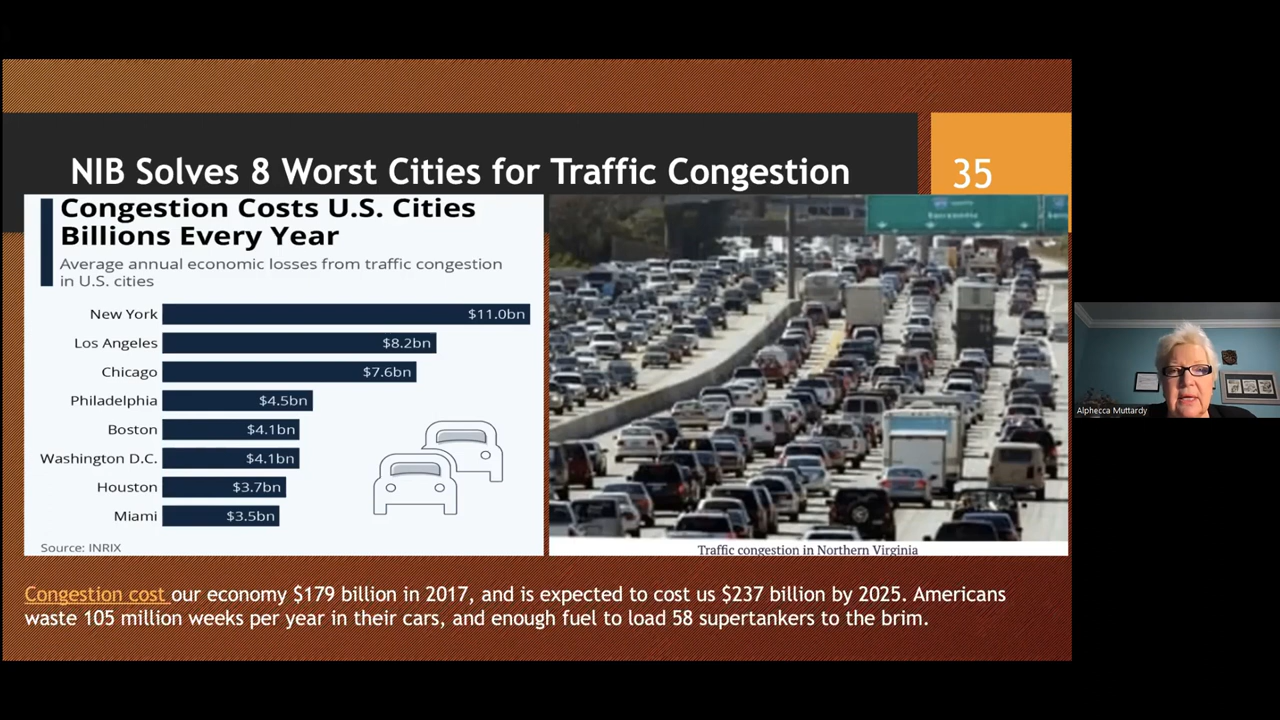 NIB Solves 8 Worst Cities for Traffic Congestion
35
Congestion Costs U.S. Cities
Billions Every Year
Average annual economic losses from traffic congestion
in U.S. cities
New York $11.0bn
Los Angeles $8.2bn
Chicago $7.6bn
Philadelphia $4.5bn
Boston $4.1bn
Washington D.C. $4.1bn
Houston $3.7bn
Miami $3.5bn
Source: INRIX
Traffic congestion in Northern Virginia
Congestion cost our economy $179 billion in 2017, and is expected to cost us $237 billion by 2025. Americans
waste 105 million weeks per year in their cars, and enough fuel to load 58 supertankers to the brim.
Alphecca Muttardy